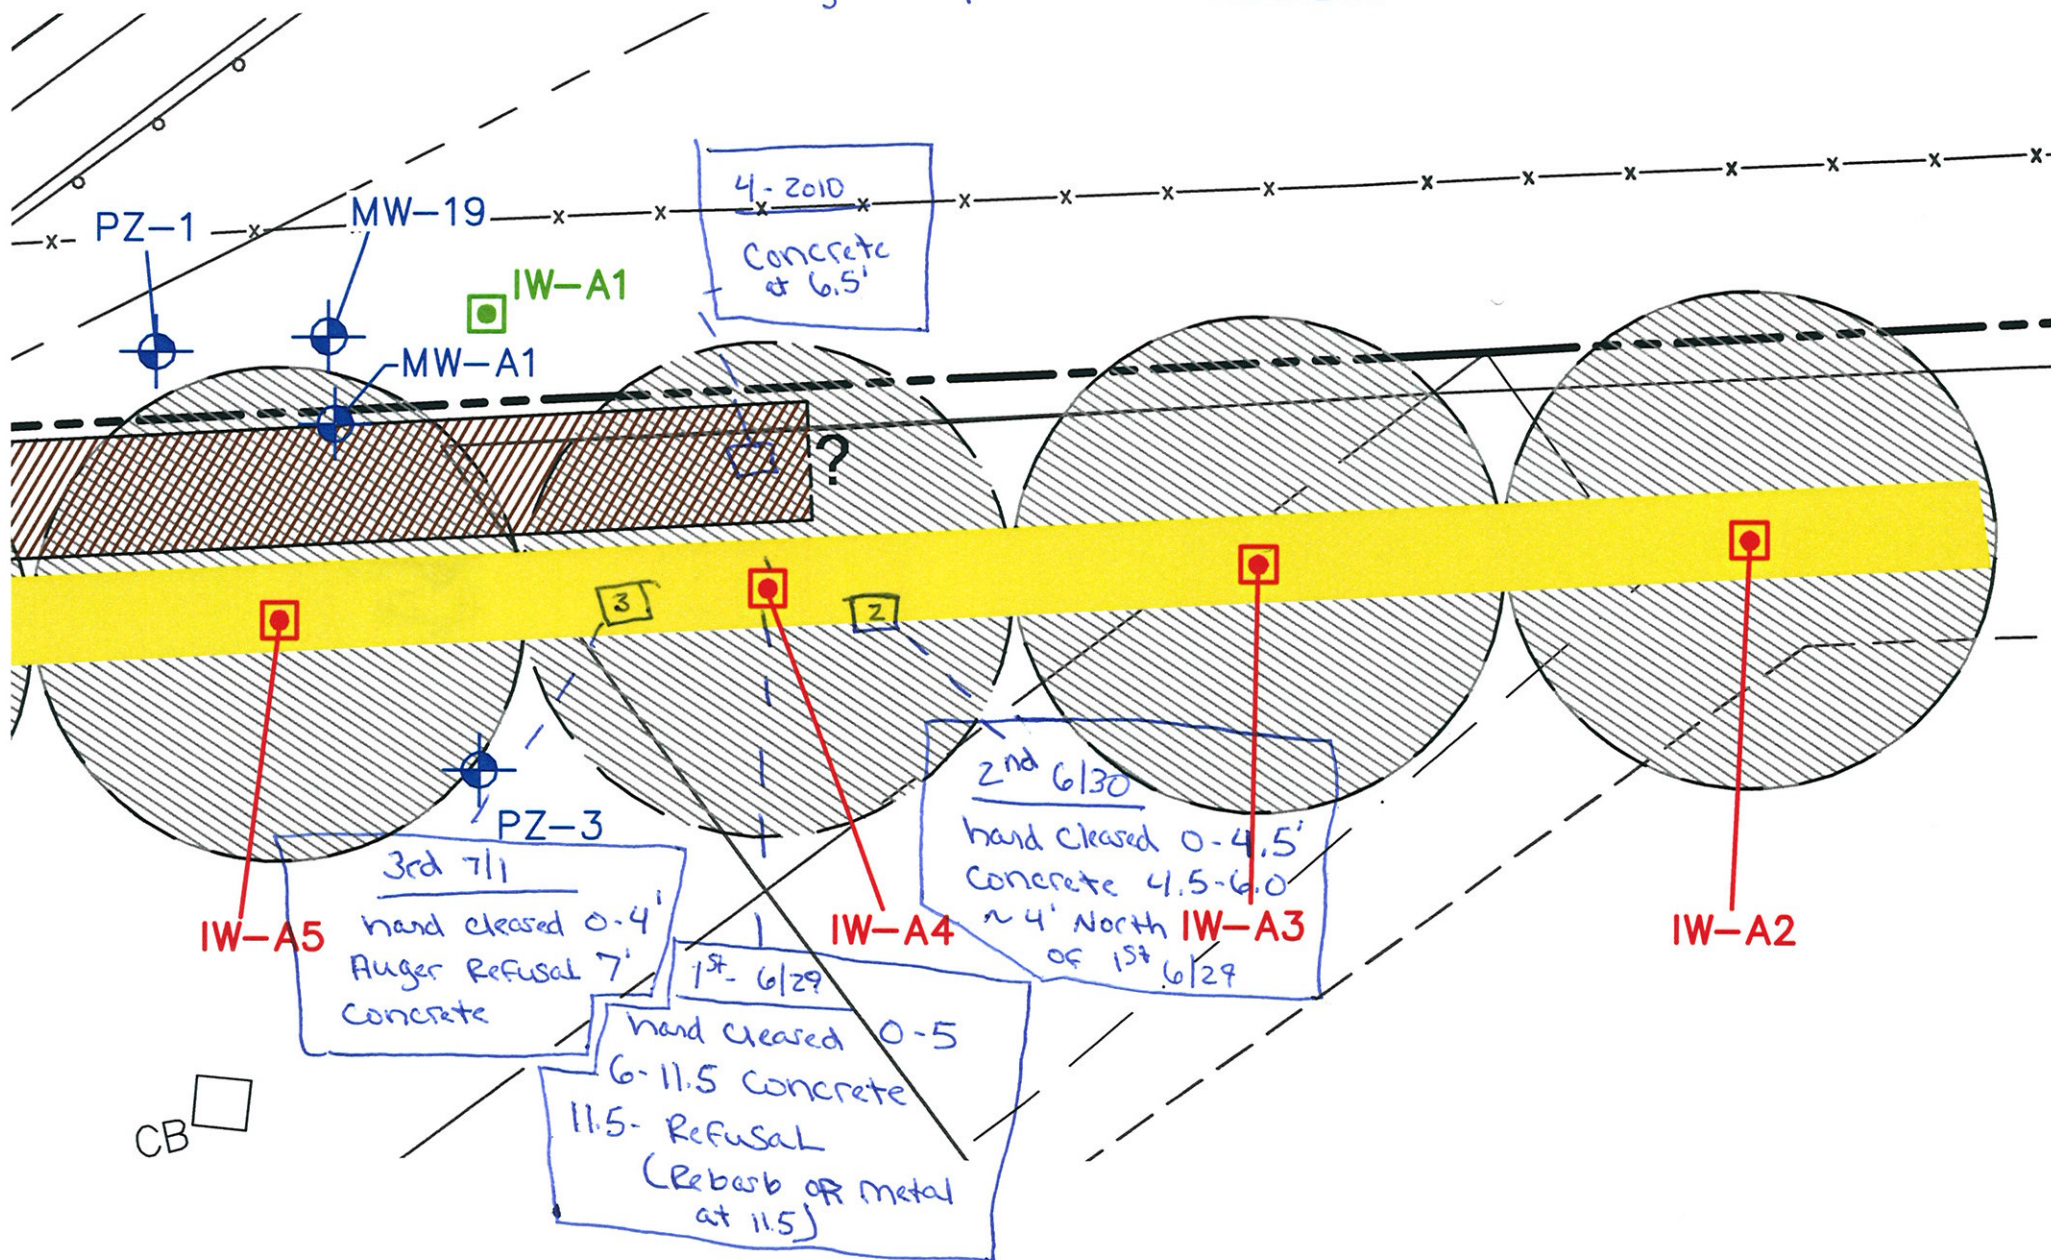 4-2010
Concrete
at 6.5'
PZ-1
MW-19
IW-A1
MW-A1
?
3
2
PZ-3
IW-A5
IW-A4
IW-A3
IW-A2
2nd 6/30
hand cleared 0-4.5'
Concrete 4.5-6.0
~ 4' North
of 1st 6/29
3rd 7/1
hand cleared 0-4'
Auger Refusal 7'
Concrete
1st- 6/29
hand cleared 0-5
6-11.5 Concrete
11.5- Refusal
(Rebarb or metal
at 11.5)
CB